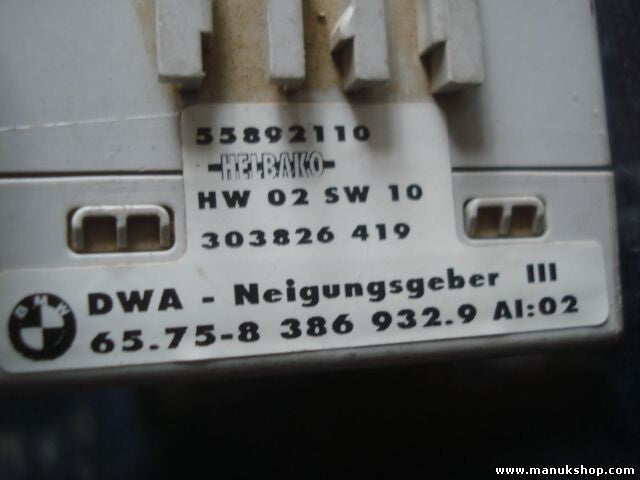 55892110
HELBAKO
HW 02 SW 10
303826 419
BMW
DWA - Neigungsgeber III
65.75-8 386 932.9 AI:02
www.manukshop.com